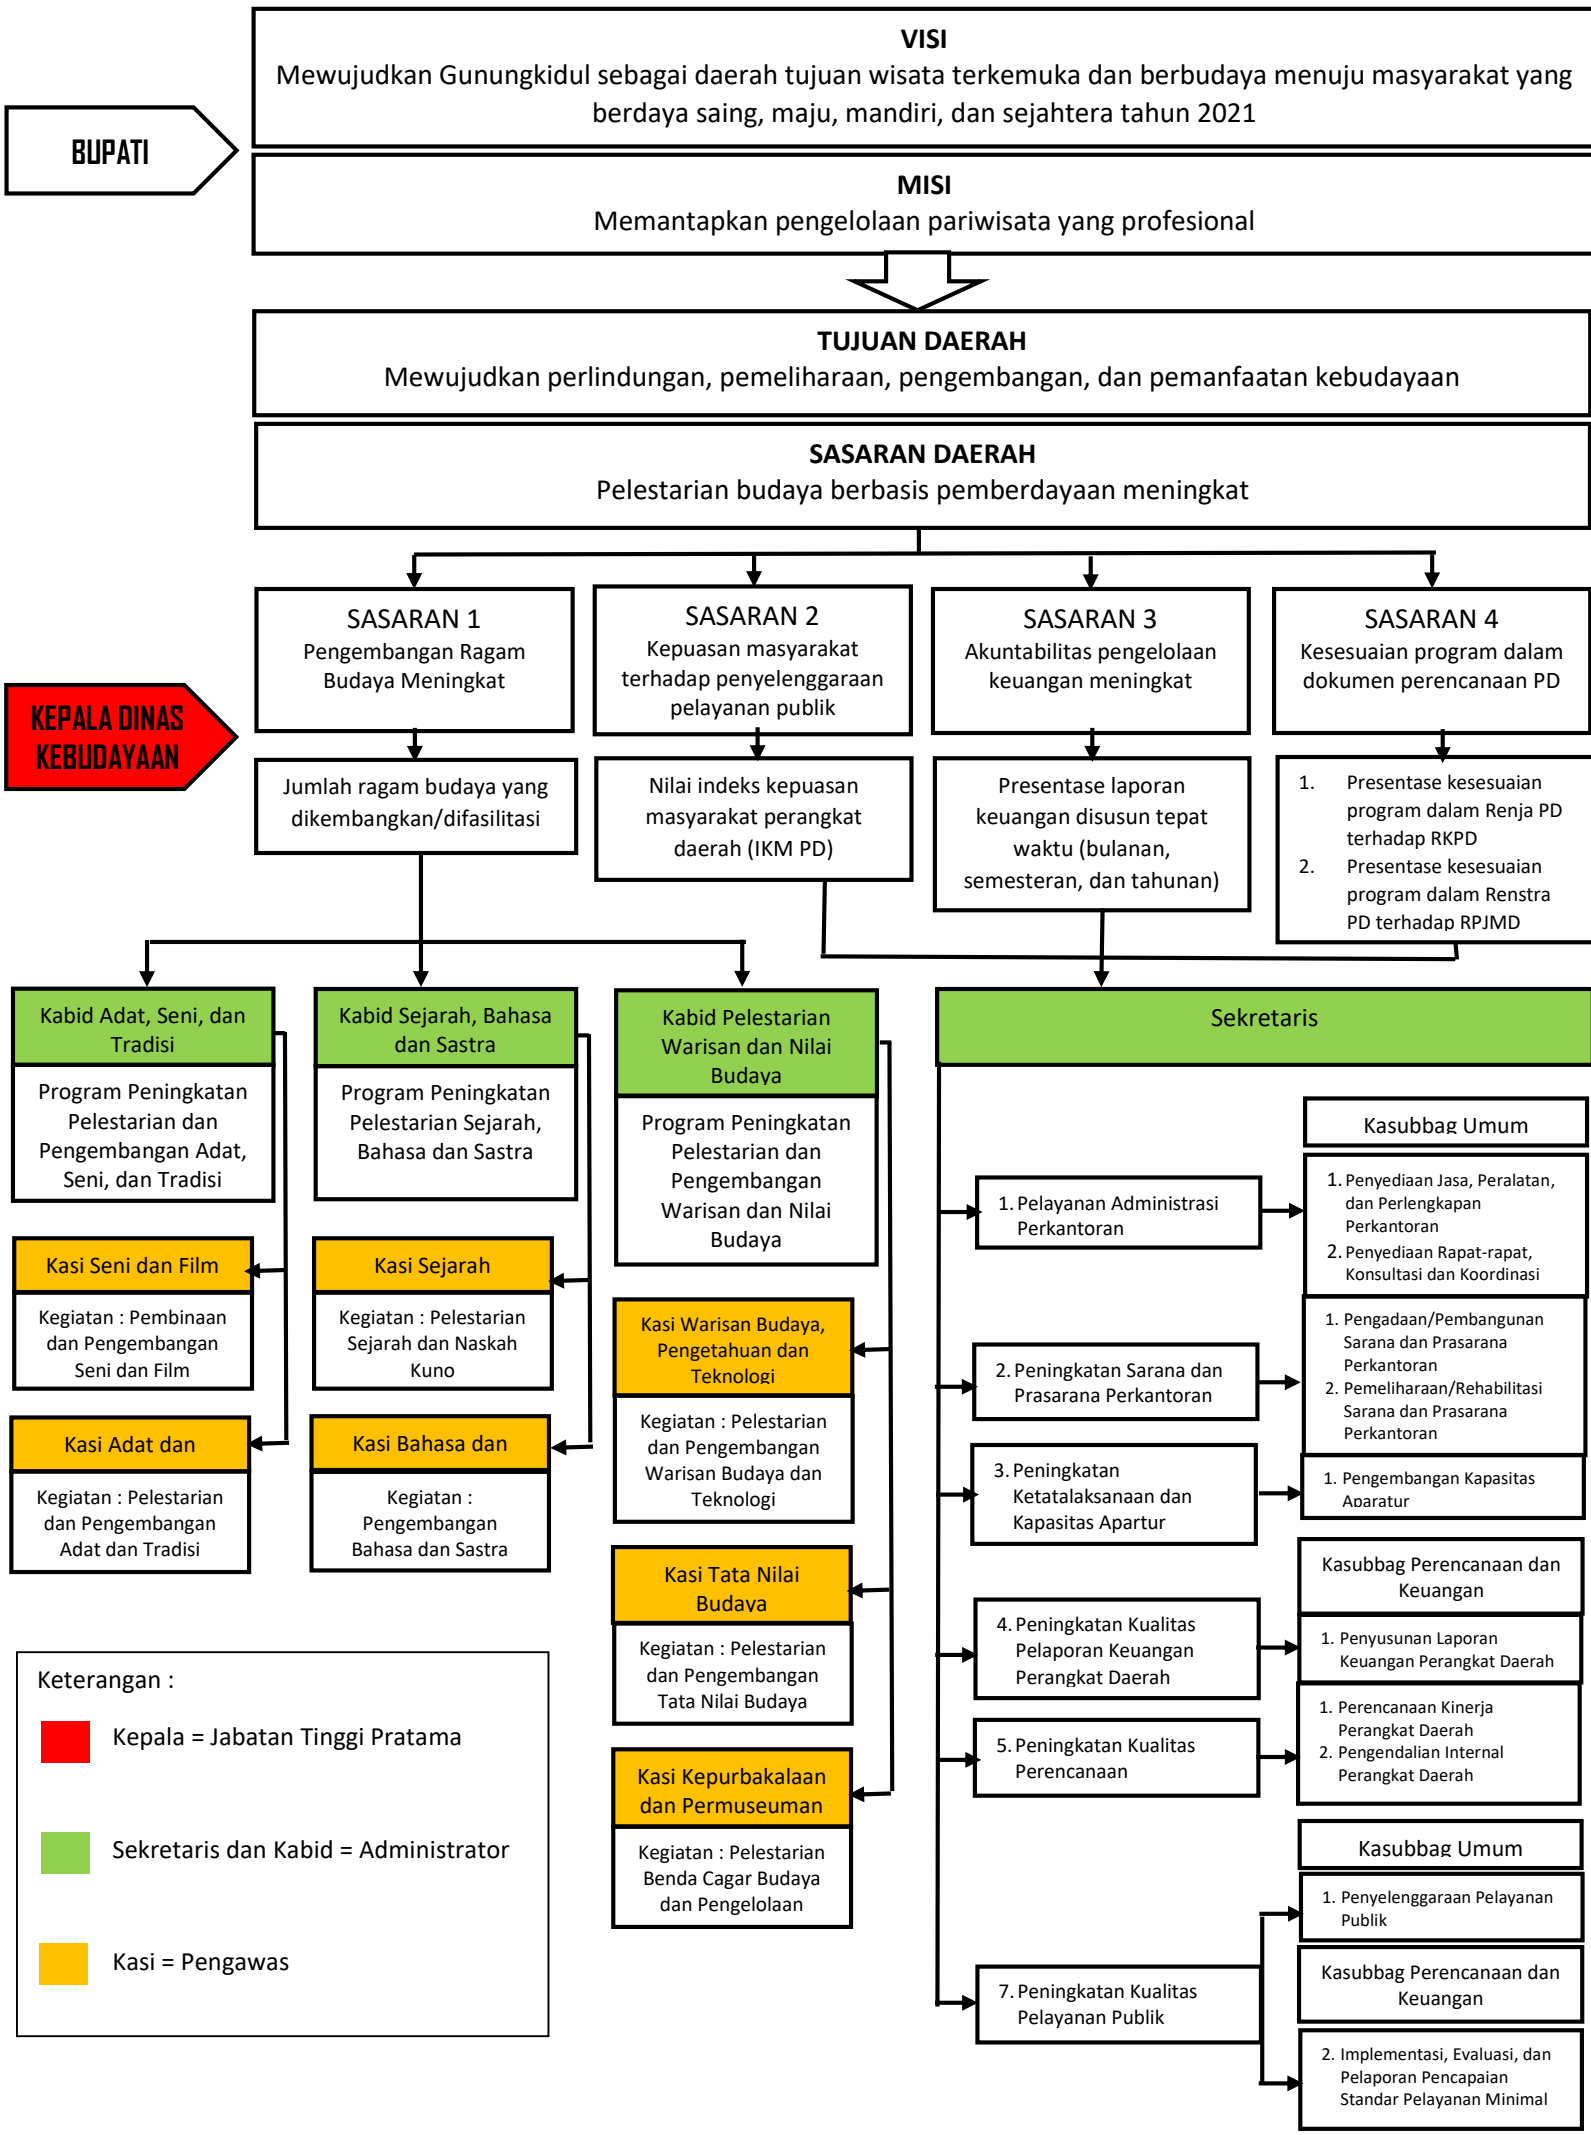 VISI
Mewujudkan Gunungkidul sebagai daerah tujuan wisata terkemuka dan berbudaya menuju masyarakat yang
berdaya saing, maju, mandiri, dan sejahtera tahun 2021
BUPATI
MISI
Memantapkan pengelolaan pariwisata yang profesional
TUJUAN DAERAH
Mewujudkan perlindungan, pemeliharaan, pengembangan, dan pemanfaatan kebudayaan
SASARAN DAERAH
Pelestarian budaya berbasis pemberdayaan meningkat
KEPALA DINAS
KEBUDAYAAN
SASARAN 1
Pengembangan Ragam
Budaya Meningkat
SASARAN 2
Kepuasan masyarakat
terhadap penyelenggaraan
pelayanan publik
SASARAN 3
Akuntabilitas pengelolaan
keuangan meningkat
SASARAN 4
Kesesuaian program dalam
dokumen perencanaan PD
Jumlah ragam budaya yang
dikembangkan/difasilitasi
Nilai indeks kepuasan
masyarakat perangkat
daerah (IKM PD)
Presentase laporan
keuangan disusun tepat
waktu (bulanan,
semesteran, dan tahunan)
1. Presentase kesesuaian
program dalam Renja PD
terhadap RKPD
2. Presentase kesesuaian
program dalam Renstra
PD terhadap RPJMD
Kabid Adat, Seni, dan
Tradisi
Program Peningkatan
Pelestarian dan
Pengembangan Adat,
Seni, dan Tradisi
Kasi Seni dan Film
Kegiatan : Pembinaan
dan Pengembangan
Seni dan Film
Kasi Adat dan
Kegiatan : Pelestarian
dan Pengembangan
Adat dan Tradisi
Kabid Sejarah, Bahasa
dan Sastra
Program Peningkatan
Pelestarian Sejarah,
Bahasa dan Sastra
Kasi Sejarah
Kegiatan : Pelestarian
Sejarah dan Naskah
Kuno
Kasi Bahasa dan
Kegiatan :
Pengembangan
Bahasa dan Sastra
Kabid Pelestarian
Warisan dan Nilai
Budaya
Program Peningkatan
Pelestarian dan
Pengembangan
Warisan dan Nilai
Budaya
Kasi Warisan Budaya,
Pengetahuan dan
Teknologi
Kegiatan : Pelestarian
dan Pengembangan
Warisan Budaya dan
Teknologi
Kasi Tata Nilai
Budaya
Kegiatan : Pelestarian
dan Pengembangan
Tata Nilai Budaya
Kasi Kepurbakalaan
dan Permuseuman
Kegiatan : Pelestarian
Benda Cagar Budaya
dan Pengelolaan
Sekretaris
Kasubbag Umum
1. Pelayanan Administrasi
Perkantoran
1. Penyediaan Jasa, Peralatan,
dan Perlengkapan
Perkantoran
2. Penyediaan Rapat-rapat,
Konsultasi dan Koordinasi
2. Peningkatan Sarana dan
Prasarana Perkantoran
1. Pengadaan/Pembangunan
Sarana dan Prasarana
Perkantoran
2. Pemeliharaan/Rehabilitasi
Sarana dan Prasarana
Perkantoran
3. Peningkatan
Ketatalaksanaan dan
Kapasitas Apartur
1. Pengembangan Kapasitas
Aparatur
Kasubbag Perencanaan dan
Keuangan
4. Peningkatan Kualitas
Pelaporan Keuangan
Perangkat Daerah
1. Penyusunan Laporan
Keuangan Perangkat Daerah
5. Peningkatan Kualitas
Perencanaan
1. Perencanaan Kinerja
Perangkat Daerah
2. Pengendalian Internal
Perangkat Daerah
Kasubbag Umum
1. Penyelenggaraan Pelayanan
Publik
Kasubbag Perencanaan dan
Keuangan
7. Peningkatan Kualitas
Pelayanan Publik
2. Implementasi, Evaluasi, dan
Pelaporan Pencapaian
Standar Pelayanan Minimal
Keterangan :
Kepala = Jabatan Tinggi Pratama
Sekretaris dan Kabid = Administrator
Kasi = Pengawas